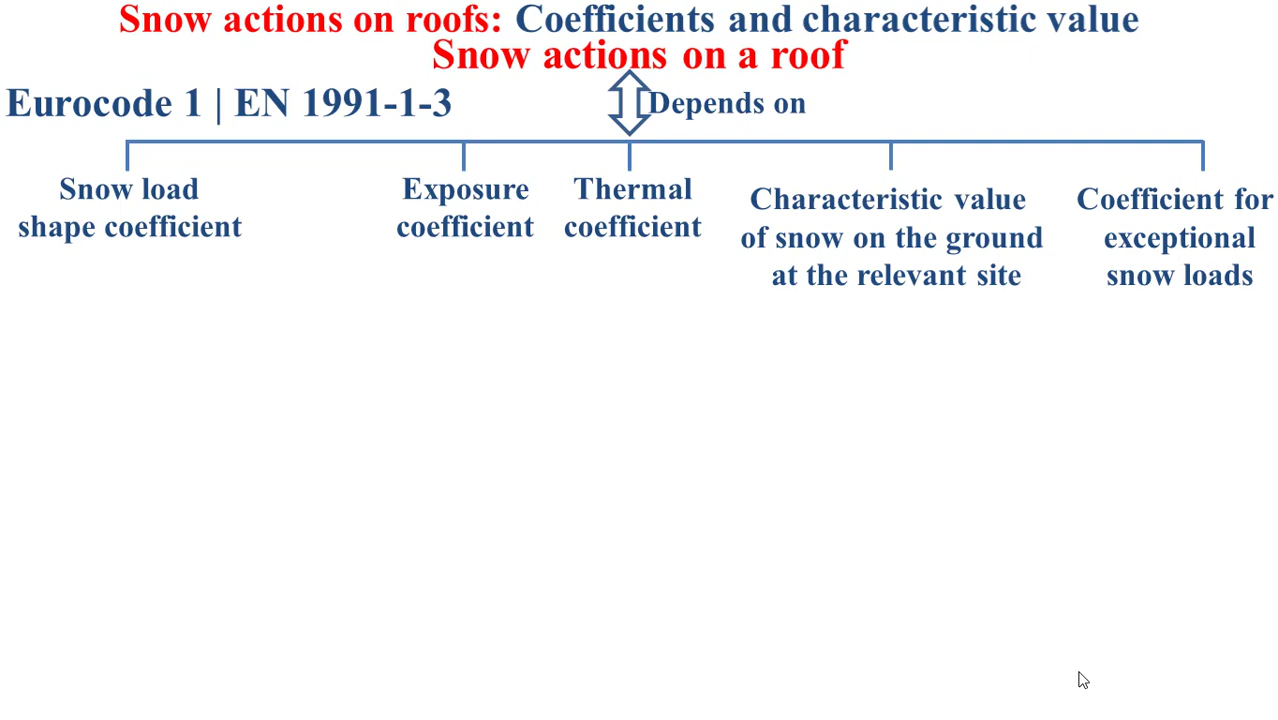 Snow actions on roofs: Coefficients and characteristic value
Snow actions on a roof
Eurocode 1 | EN 1991-1-3
Depends on
Snow load
shape coefficient
Exposure
coefficient
Thermal
coefficient
Characteristic value
of snow on the ground
at the relevant site
Coefficient for
exceptional
snow loads